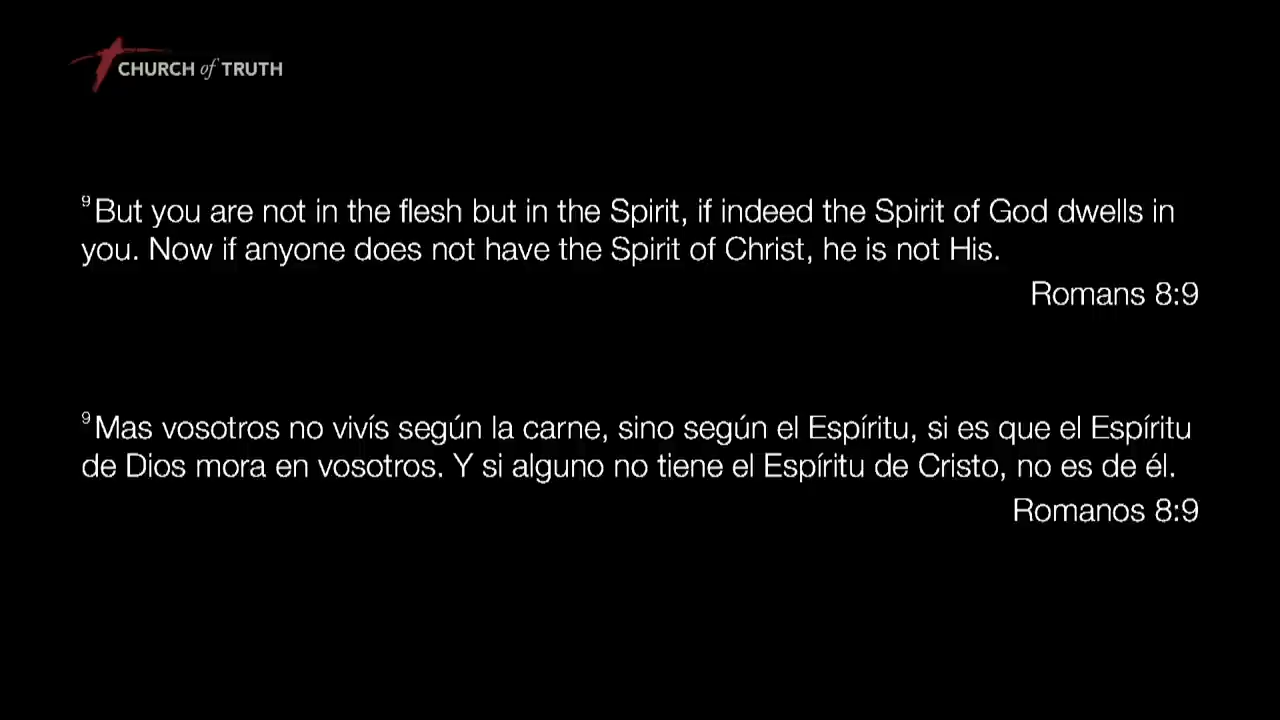 CHURCH of TRUTH
⁹But you are not in the flesh but in the Spirit, if indeed the Spirit of God dwells in
you. Now if anyone does not have the Spirit of Christ, he is not His.
Romans 8:9
⁹Mas vosotros no vivís según la carne, sino según el Espíritu, si es que el Espíritu
de Dios mora en vosotros. Y si alguno no tiene el Espíritu de Cristo, no es de él.
Romanos 8:9